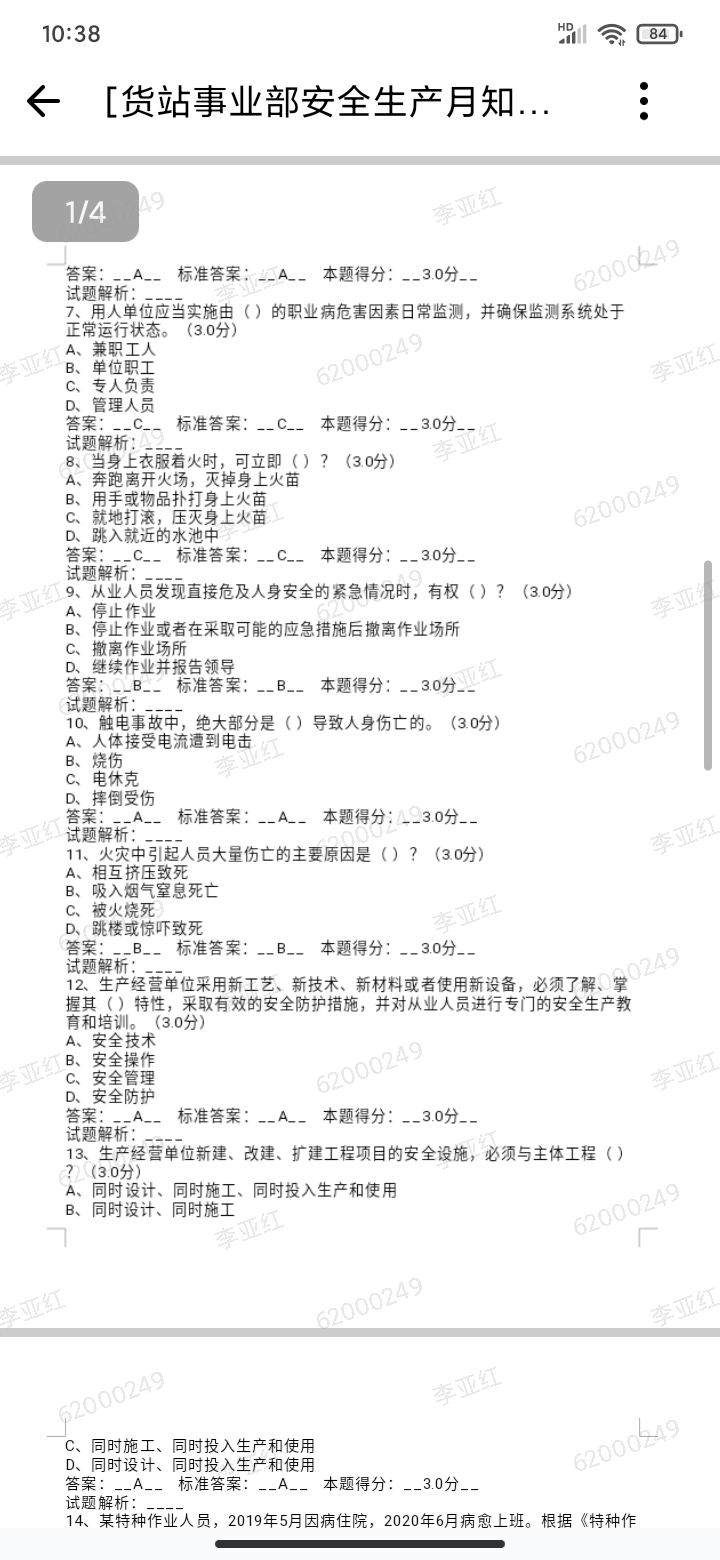 10:38
HD
84
[货站事业部安全生产月知...
1/4
答案：__A__ 标准答案：__A__ 本题得分：__3.0分__
试题解析：____
7、用人单位应当实施由（ ）的职业病危害因素日常监测，并确保监测系统处于
正常运行状态。（3.0分）
A、兼职工人
B、单位职工
C、专人负责
D、管理人员
答案：__C__ 标准答案：__C__ 本题得分：__3.0分__
试题解析：____
8、当身上衣服着火时，可立即（ ）？（3.0分）
A、奔跑离开火场，灭掉身上火苗
B、用手或物品扑打身上火苗
C、就地打滚，压灭身上火苗
D、跳入就近的水池中
答案：__C__ 标准答案：__C__ 本题得分：__3.0分__
试题解析：____
9、从业人员发现直接危及人身安全的紧急情况时，有权（ ）？（3.0分）
A、停止作业
B、停止作业或者在采取可能的应急措施后撤离作业场所
C、撤离作业场所
D、继续作业并报告领导
答案：__B__ 标准答案：__B__ 本题得分：__3.0分__
试题解析：____
10、触电事故中，绝大部分是（ ）导致人身伤亡的。（3.0分）
A、人体接受电流遭到电击
B、烧伤
C、电休克
D、摔倒受伤
答案：__A__ 标准答案：__A__ 本题得分：__3.0分__
试题解析：____
11、火灾中引起人员大量伤亡的主要原因是（ ）？（3.0分）
A、相互挤压致死
B、吸入烟气窒息死亡
C、被火烧死
D、跳楼或惊吓致死
答案：__B__ 标准答案：__B__ 本题得分：__3.0分__
试题解析：____
12、生产经营单位采用新工艺、新技术、新材料或者使用新设备，必须了解、掌
握其（ ）特性，采取有效的安全防护措施，并对从业人员进行专门的安全生产教
育和培训。（3.0分）
A、安全技术
B、安全操作
C、安全管理
D、安全防护
答案：__A__ 标准答案：__A__ 本题得分：__3.0分__
试题解析：____
13、生产经营单位新建、改建、扩建工程项目的安全设施，必须与主体工程（ ）
？（3.0分）
A、同时设计、同时施工、同时投入生产和使用
B、同时设计、同时施工
C、同时施工、同时投入生产和使用
D、同时设计、同时投入生产和使用
答案：__A__ 标准答案：__A__ 本题得分：__3.0分__
试题解析：____
14、某特种作业人员，2019年5月因病住院，2020年6月病愈上班。根据《特种作
李亚红
62000249